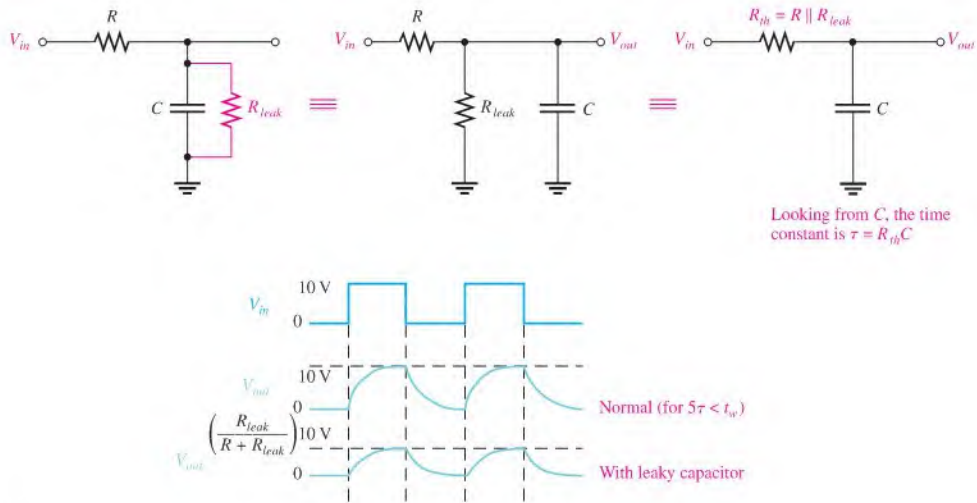 R
V_in
C
R_leak
≡
R
V_in
V_out
R_leak
C
≡
R_th = R || R_leak
V_in
V_out
C
Looking from C, the time
constant is τ = R_thC
V_in
10 V
0
V_out
10 V
0
Normal (for 5τ < t_w)
(R_leak / R + R_leak) 10 V
V_out
0
With leaky capacitor